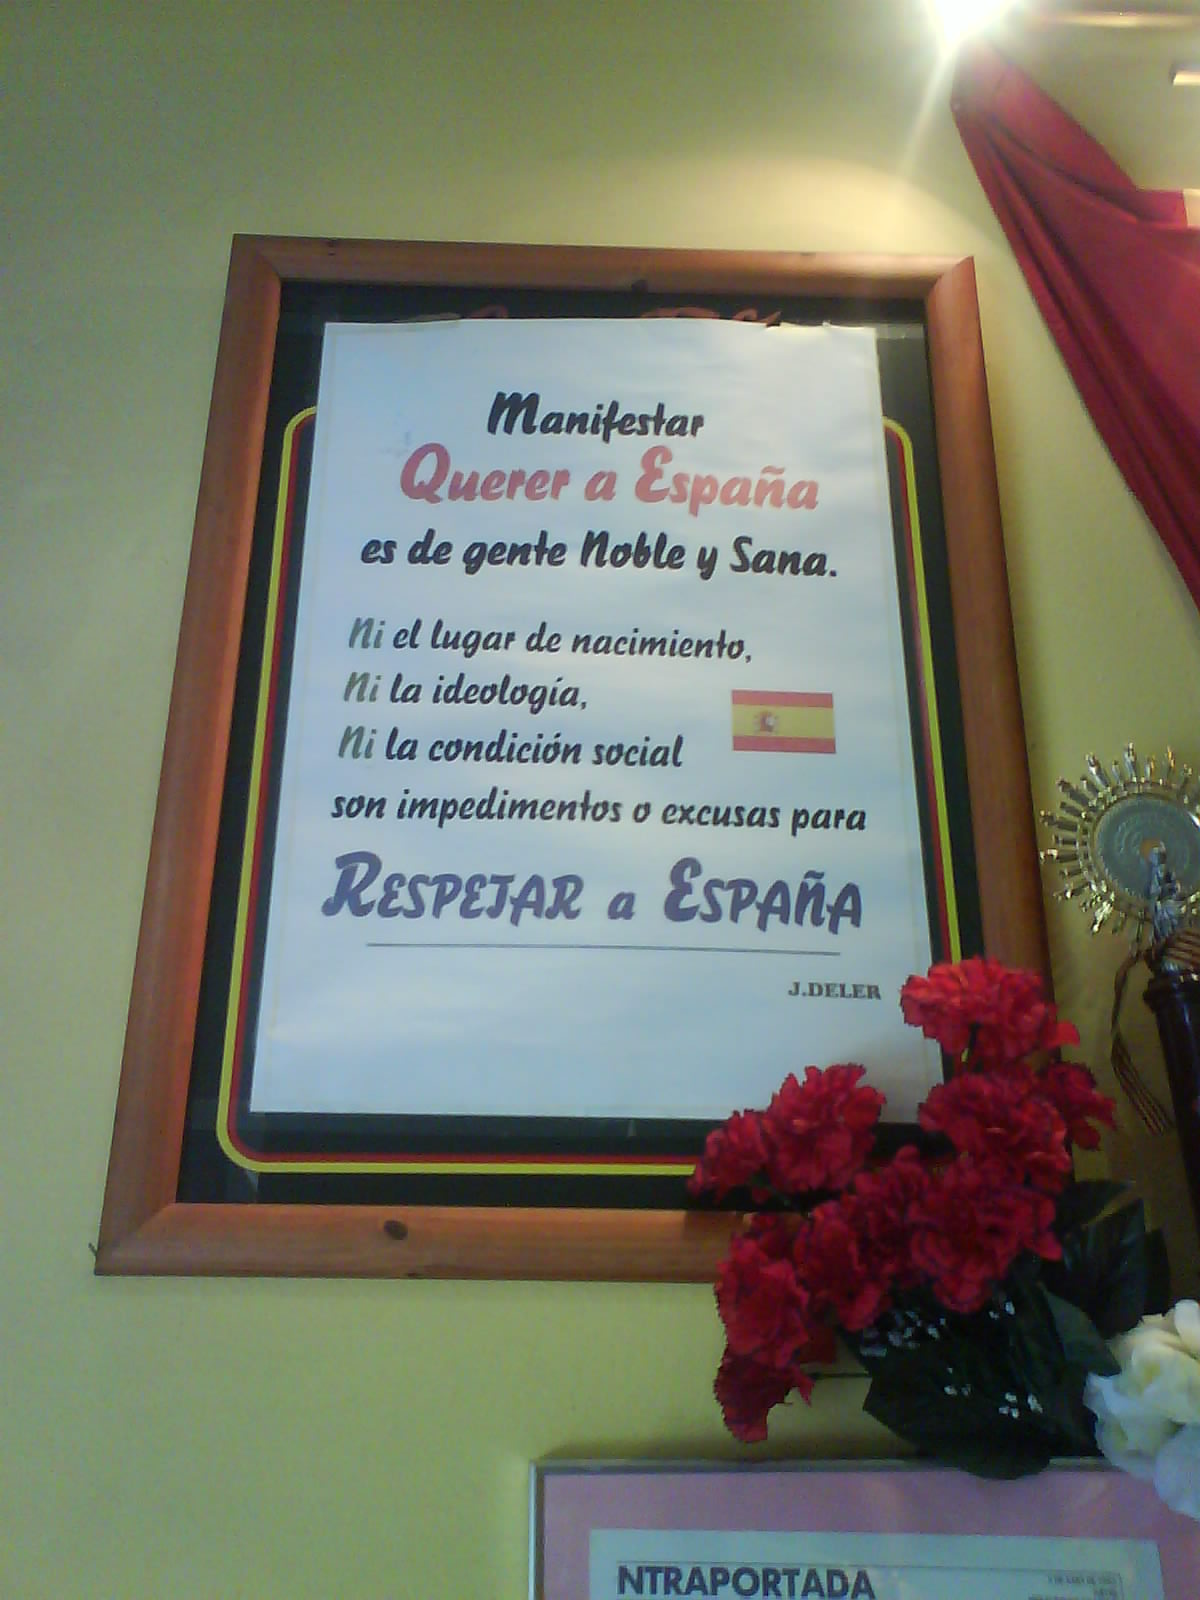 Manifestar
Querer a España
es de gente Noble y Sana.
Ni el lugar de nacimiento,
Ni la ideología,
Ni la condición social
son impedimentos o excusas para
RESPETAR a ESPAÑA
J.DELER
NTRAPORTADA